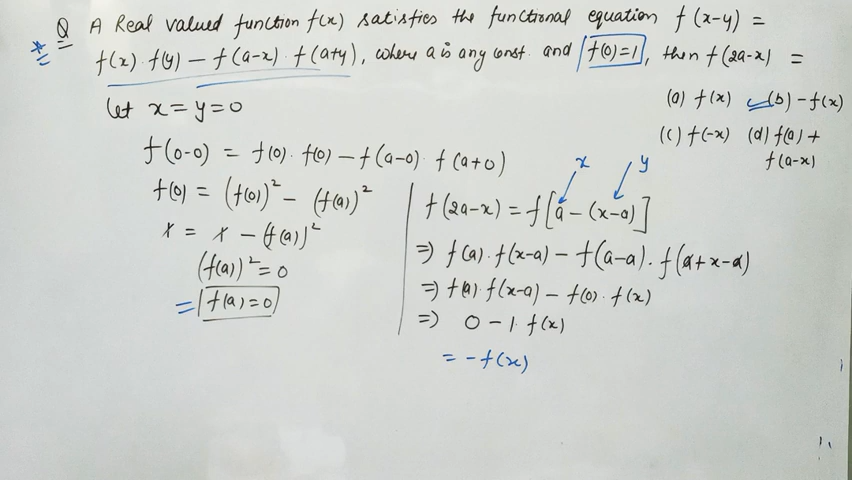 Q A Real valued function f(x) satisfies the functional equation f(x-y) =
* f(x)·f(y) - f(a-x)·f(a+y), where a is any const. and f(0)=1, then f(2a-x) =
(a) f(x) (b) -f(x)
(c) f(-x) (d) f(a) +
f(a-x)
let x=y=0
f(0-0) = f(0)·f(0) - f(a-0)·f(a+0)
f(0) = (f(0))² - (f(a))²
1 = 1 - (f(a))²
(f(a))² = 0
= f(a)=0
x y
f(2a-x) = f[a-(x-a)]
⇒ f(a)·f(x-a) - f(a-a)·f(a+x-a)
⇒ f(a)·f(x-a) - f(0)·f(x)
⇒ 0 - 1·f(x)
= -f(x)